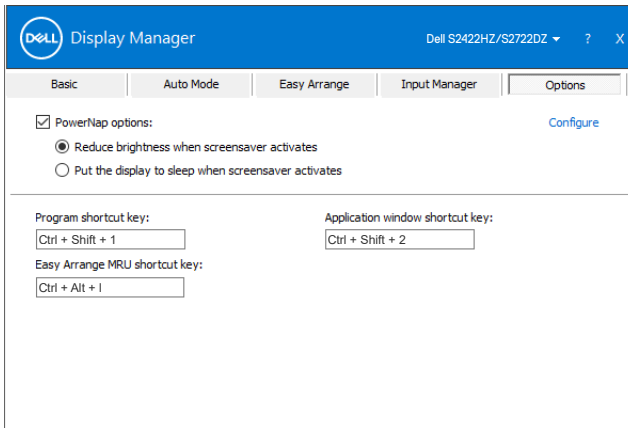 DELL Display Manager Dell S2422HZ/S2722DZ ? X
Basic Auto Mode Easy Arrange Input Manager Options
PowerNap options: Configure
Reduce brightness when screensaver activates
Put the display to sleep when screensaver activates
Program shortcut key: Application window shortcut key:
Ctrl + Shift + 1 Ctrl + Shift + 2
Easy Arrange MRU shortcut key:
Ctrl + Alt + l